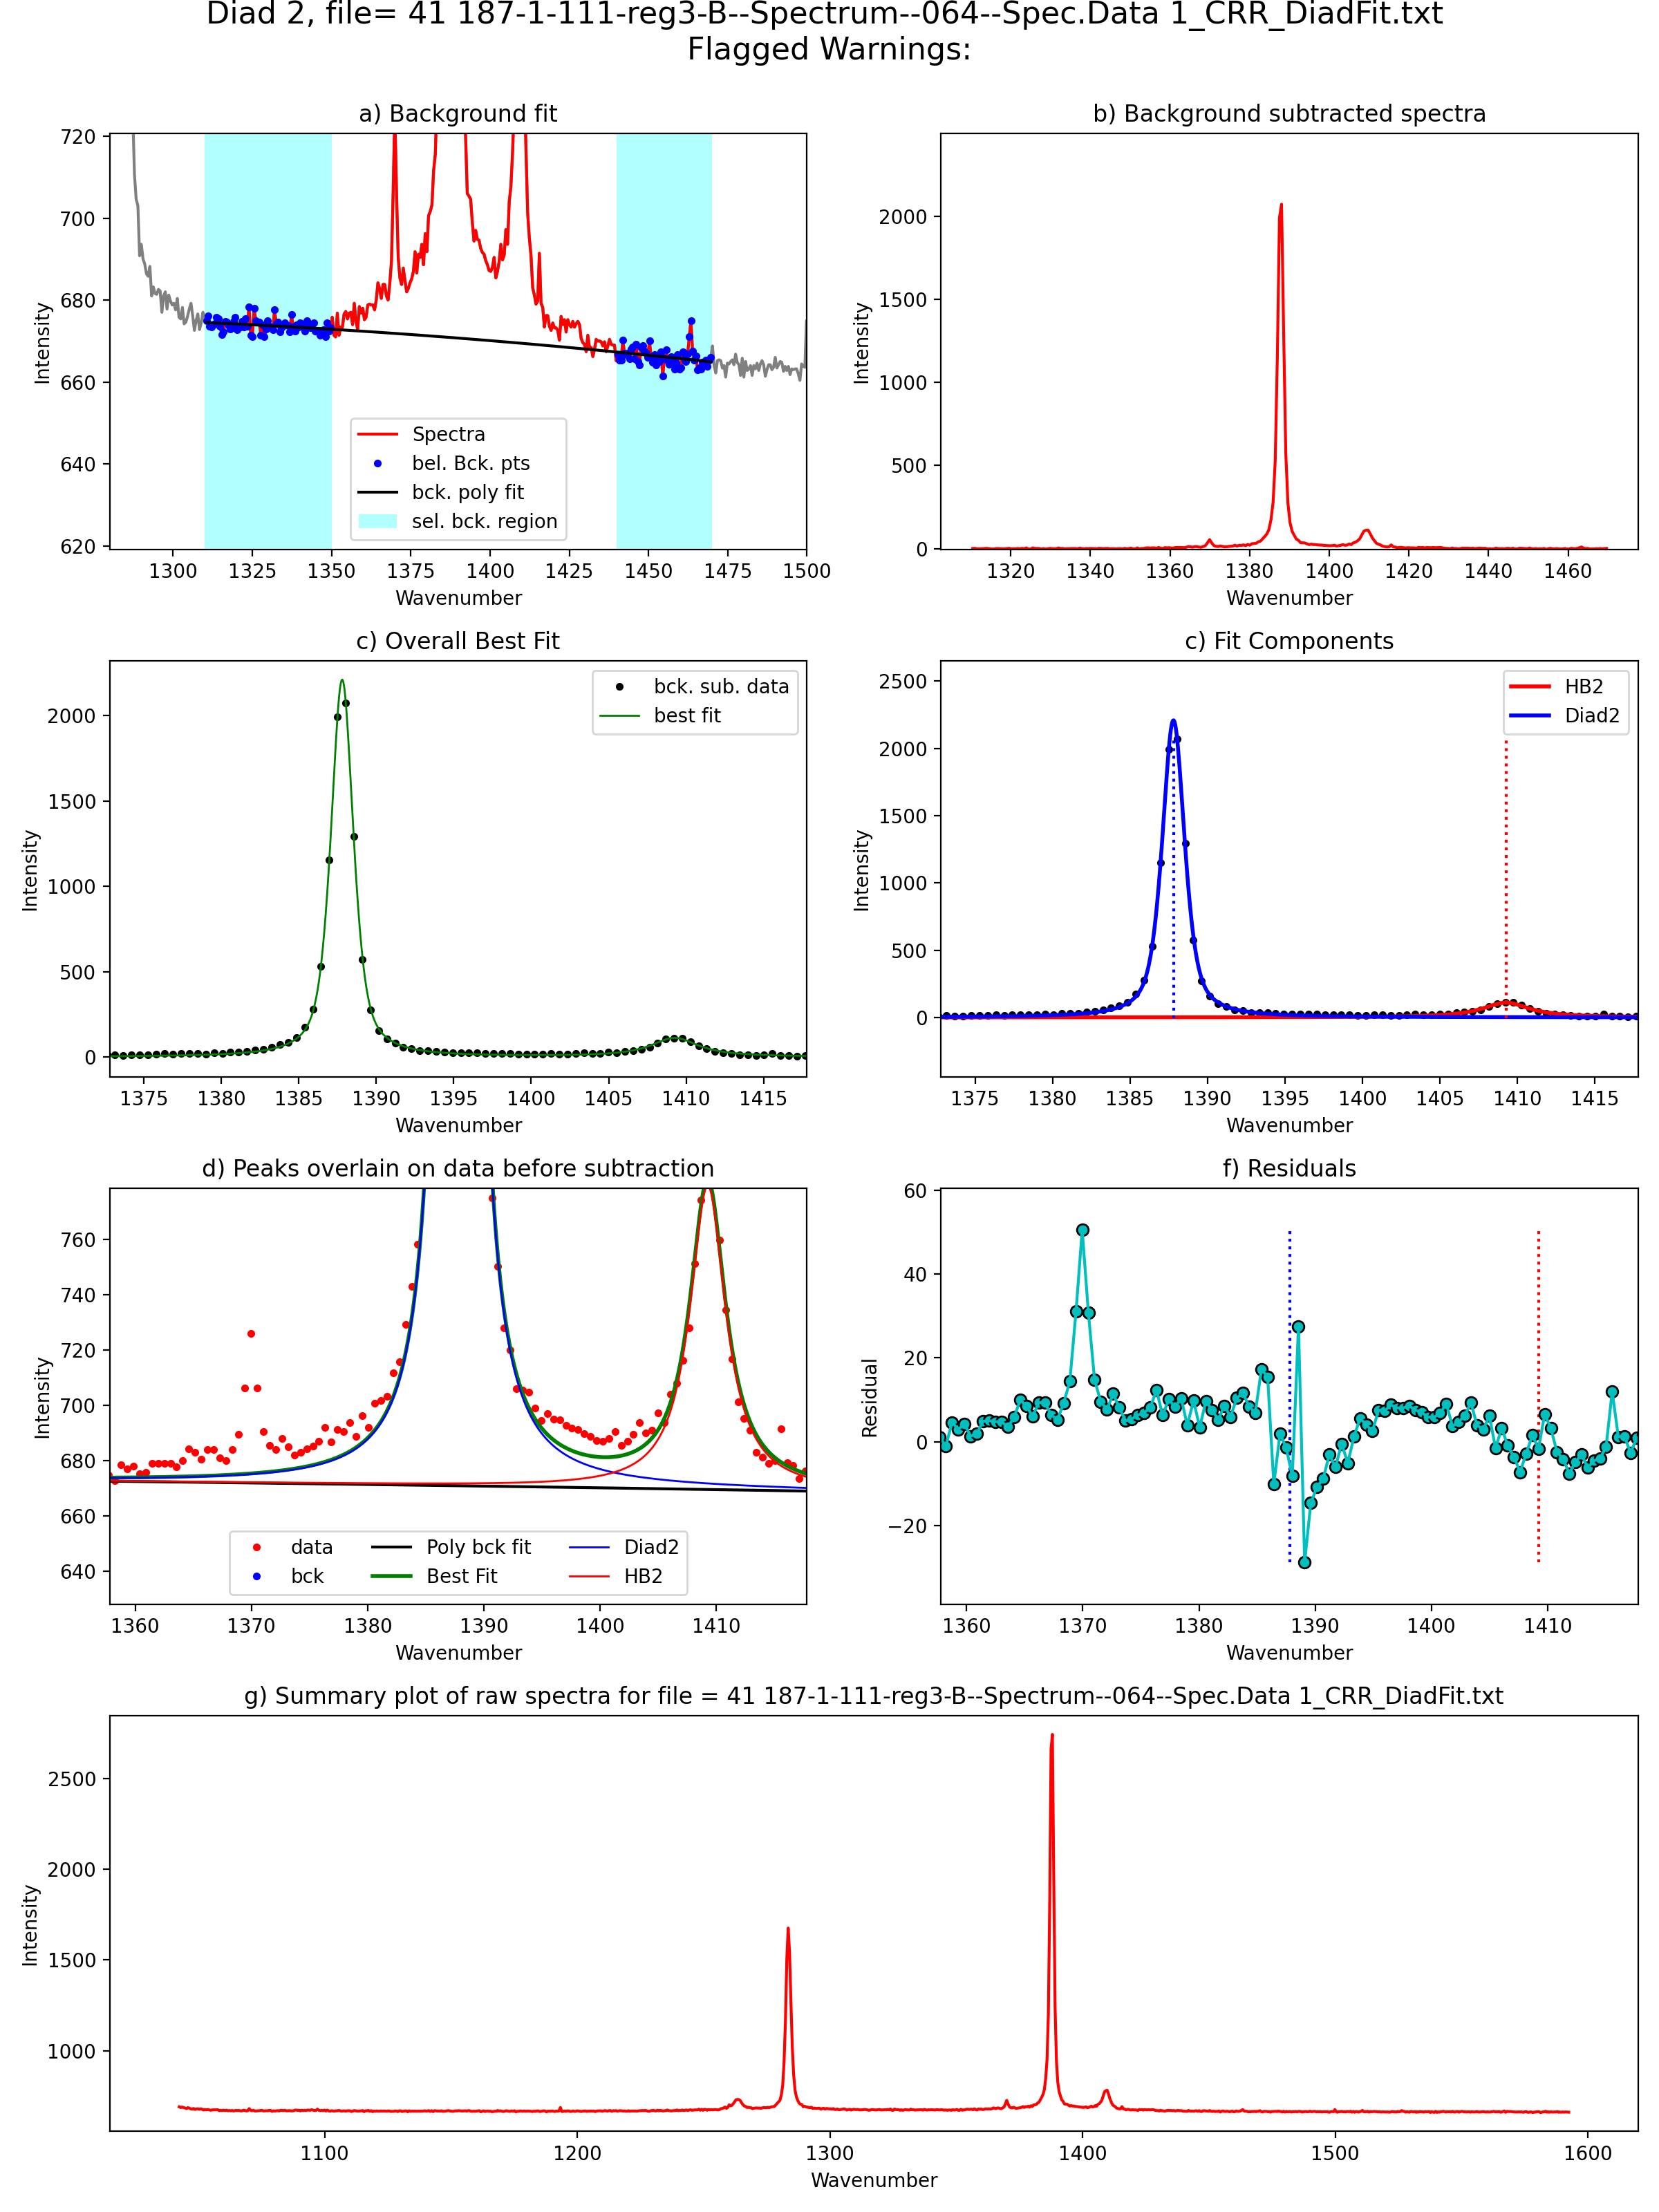 Diad 2, file= 41 187-1-111-reg3-B--Spectrum--064--Spec.Data 1_CRR_DiadFit.txt
Flagged Warnings:
a) Background fit
720
700
680
660
640
620
Intensity
Spectra
bel. Bck. pts
bck. poly fit
sel. bck. region
1300 1325 1350 1375 1400 1425 1450 1475 1500
Wavenumber
b) Background subtracted spectra
2000
1500
1000
500
0
Intensity
1320 1340 1360 1380 1400 1420 1440 1460
Wavenumber
c) Overall Best Fit
2000
1500
1000
500
0
Intensity
bck. sub. data
best fit
1375 1380 1385 1390 1395 1400 1405 1410 1415
Wavenumber
c) Fit Components
2500
2000
1500
1000
500
0
Intensity
HB2
Diad2
1375 1380 1385 1390 1395 1400 1405 1410 1415
Wavenumber
d) Peaks overlain on data before subtraction
760
740
720
700
680
660
640
Intensity
data
bck
Poly bck fit
Best Fit
Diad2
HB2
1360 1370 1380 1390 1400 1410
Wavenumber
f) Residuals
60
40
20
0
−20
Residual
1360 1370 1380 1390 1400 1410
Wavenumber
g) Summary plot of raw spectra for file = 41 187-1-111-reg3-B--Spectrum--064--Spec.Data 1_CRR_DiadFit.txt
2500
2000
1500
1000
Intensity
1100 1200 1300 1400 1500 1600
Wavenumber